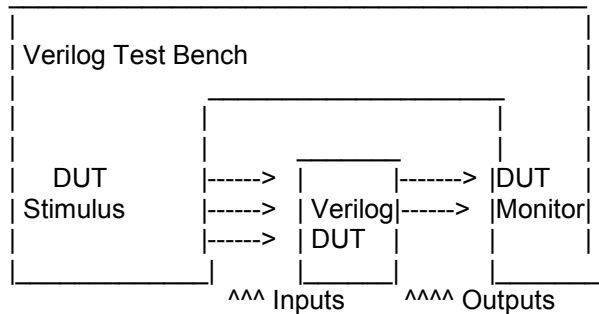 Verilog Test Bench
DUT DUT
Stimulus Verilog Monitor
DUT
^^^ Inputs ^^^^ Outputs